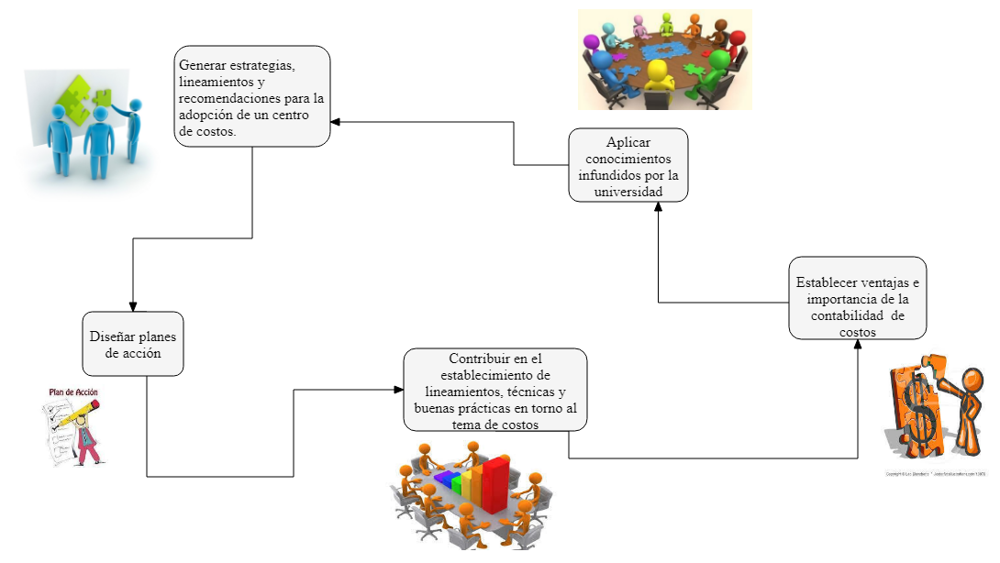 Generar estrategias,
lineamientos y
recomendaciones para la
adopción de un centro
de costos.
Aplicar
conocimientos
infundidos por la
universidad
Establecer ventajas e
importancia de la
contabilidad de
costos
Diseñar planes
de acción
Plan de Acción
Contribuir en el
establecimiento de
lineamientos, técnicas y
buenas prácticas en torno al
tema de costos